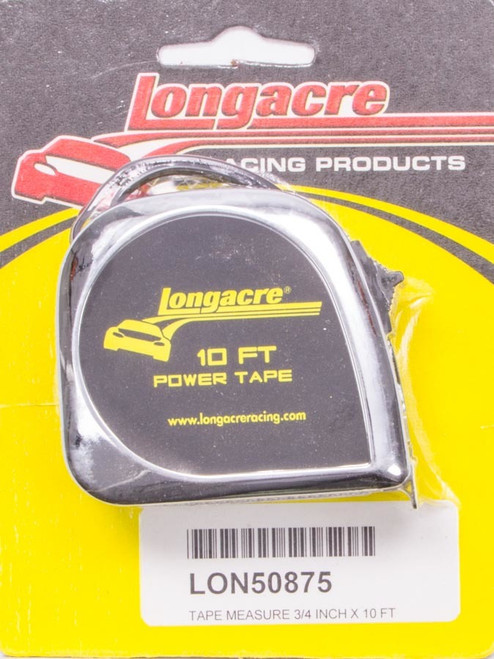 Longacre
RACING PRODUCTS
Longacre®
10 FT
POWER TAPE
www.longacreracing.com
LON50875
TAPE MEASURE 3/4 INCH X 10 FT